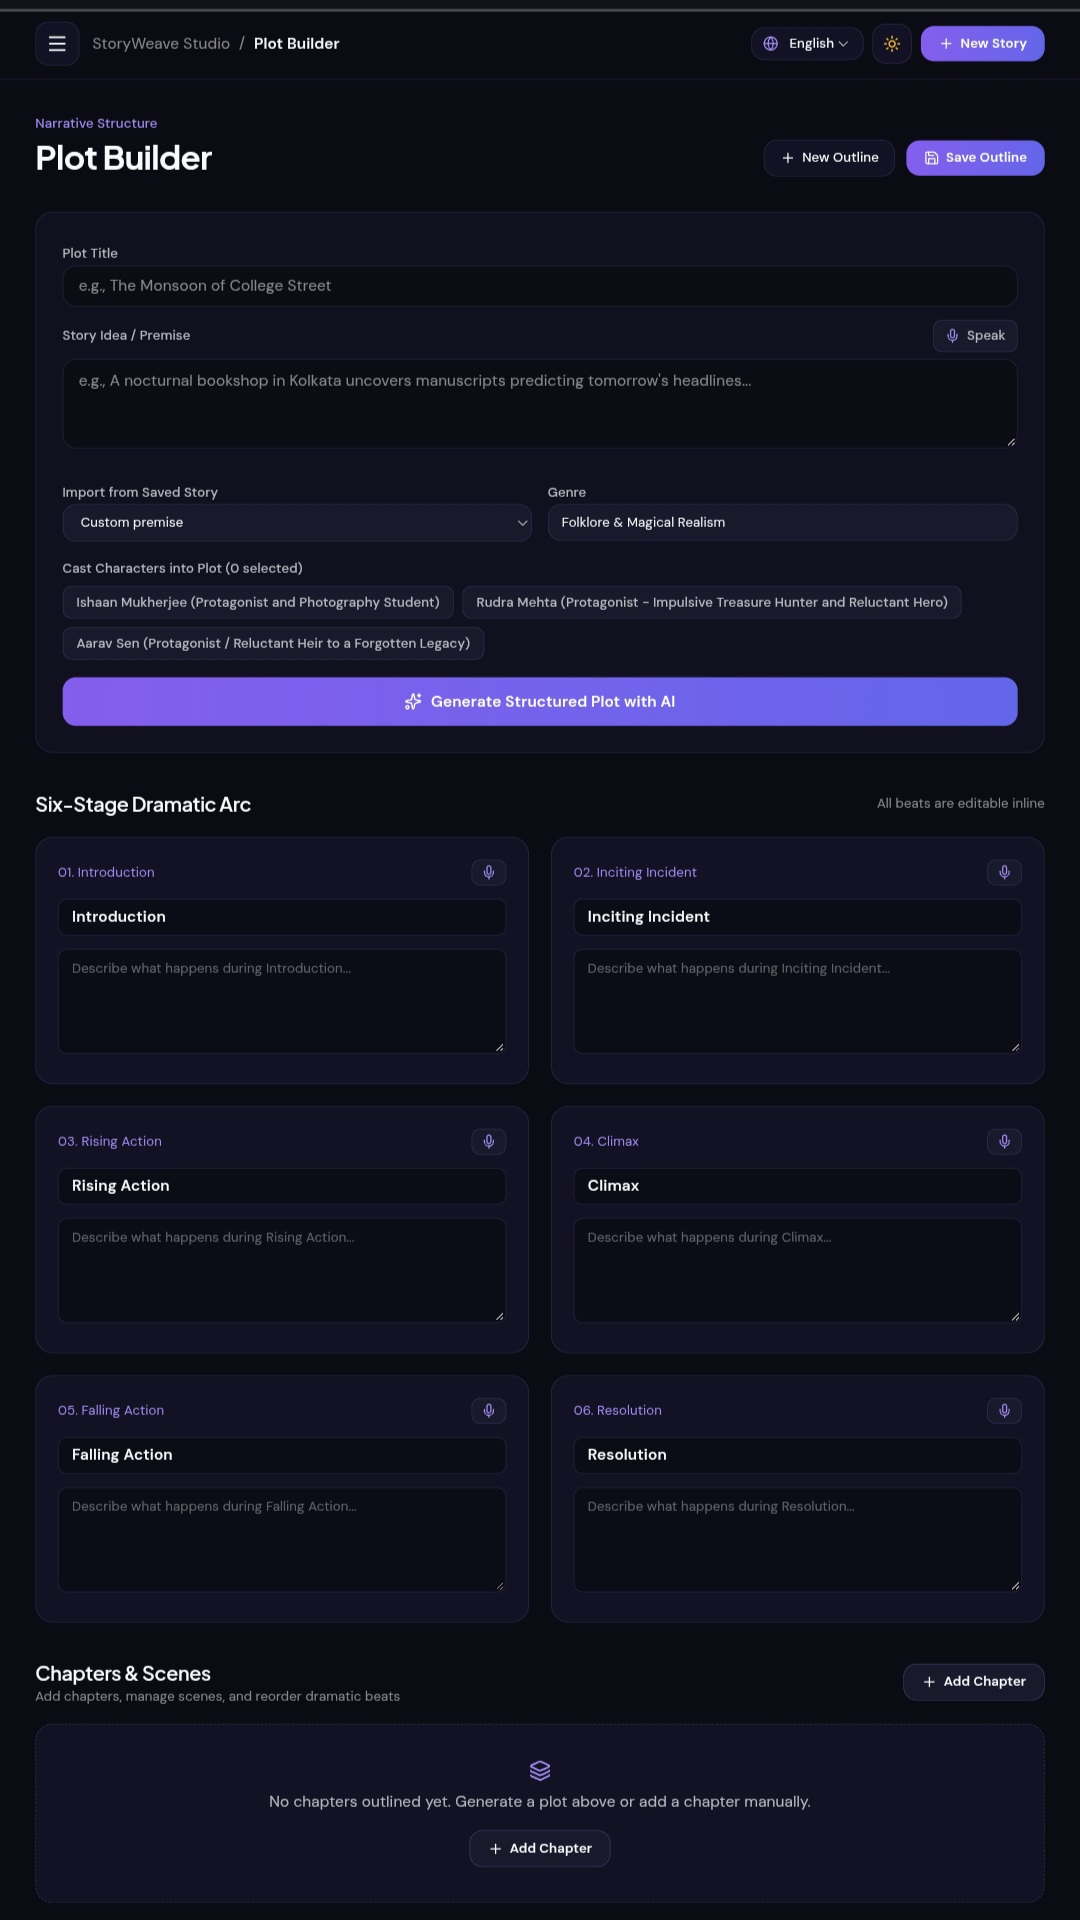 StoryWeave Studio / Plot Builder
English
New Story
Narrative Structure
Plot Builder
New Outline
Save Outline
Plot Title
e.g., The Monsoon of College Street
Story Idea / Premise
Speak
e.g., A nocturnal bookshop in Kolkata uncovers manuscripts predicting tomorrow's headlines...
Import from Saved Story
Genre
Custom premise
Folklore & Magical Realism
Cast Characters into Plot (0 selected)
Ishaan Mukherjee (Protagonist and Photography Student)
Rudra Mehta (Protagonist - Impulsive Treasure Hunter and Reluctant Hero)
Aarav Sen (Protagonist / Reluctant Heir to a Forgotten Legacy)
Generate Structured Plot with AI
Six-Stage Dramatic Arc
All beats are editable inline
01. Introduction
Introduction
Describe what happens during Introduction...
02. Inciting Incident
Inciting Incident
Describe what happens during Inciting Incident...
03. Rising Action
Rising Action
Describe what happens during Rising Action...
04. Climax
Climax
Describe what happens during Climax...
05. Falling Action
Falling Action
Describe what happens during Falling Action...
06. Resolution
Resolution
Describe what happens during Resolution...
Chapters & Scenes
Add chapters, manage scenes, and reorder dramatic beats
Add Chapter
No chapters outlined yet. Generate a plot above or add a chapter manually.
Add Chapter